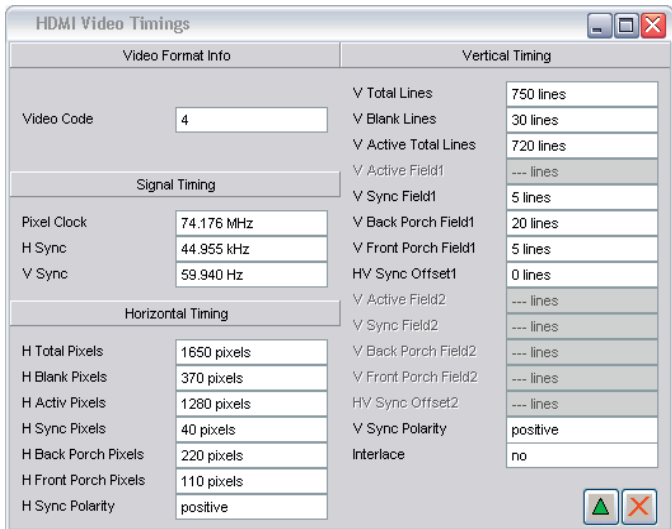 HDMI Video Timings
Video Format Info
Video Code 4
Signal Timing
Pixel Clock 74.176 MHz
H Sync 44.955 kHz
V Sync 59.940 Hz
Horizontal Timing
H Total Pixels 1650 pixels
H Blank Pixels 370 pixels
H Activ Pixels 1280 pixels
H Sync Pixels 40 pixels
H Back Porch Pixels 220 pixels
H Front Porch Pixels 110 pixels
H Sync Polarity positive
Vertical Timing
V Total Lines 750 lines
V Blank Lines 30 lines
V Active Total Lines 720 lines
V Active Field1 --- lines
V Sync Field1 5 lines
V Back Porch Field1 20 lines
V Front Porch Field1 5 lines
HV Sync Offset1 0 lines
V Active Field2 --- lines
V Sync Field2 --- lines
V Back Porch Field2 --- lines
V Front Porch Field2 --- lines
HV Sync Offset2 --- lines
V Sync Polarity positive
Interlace no